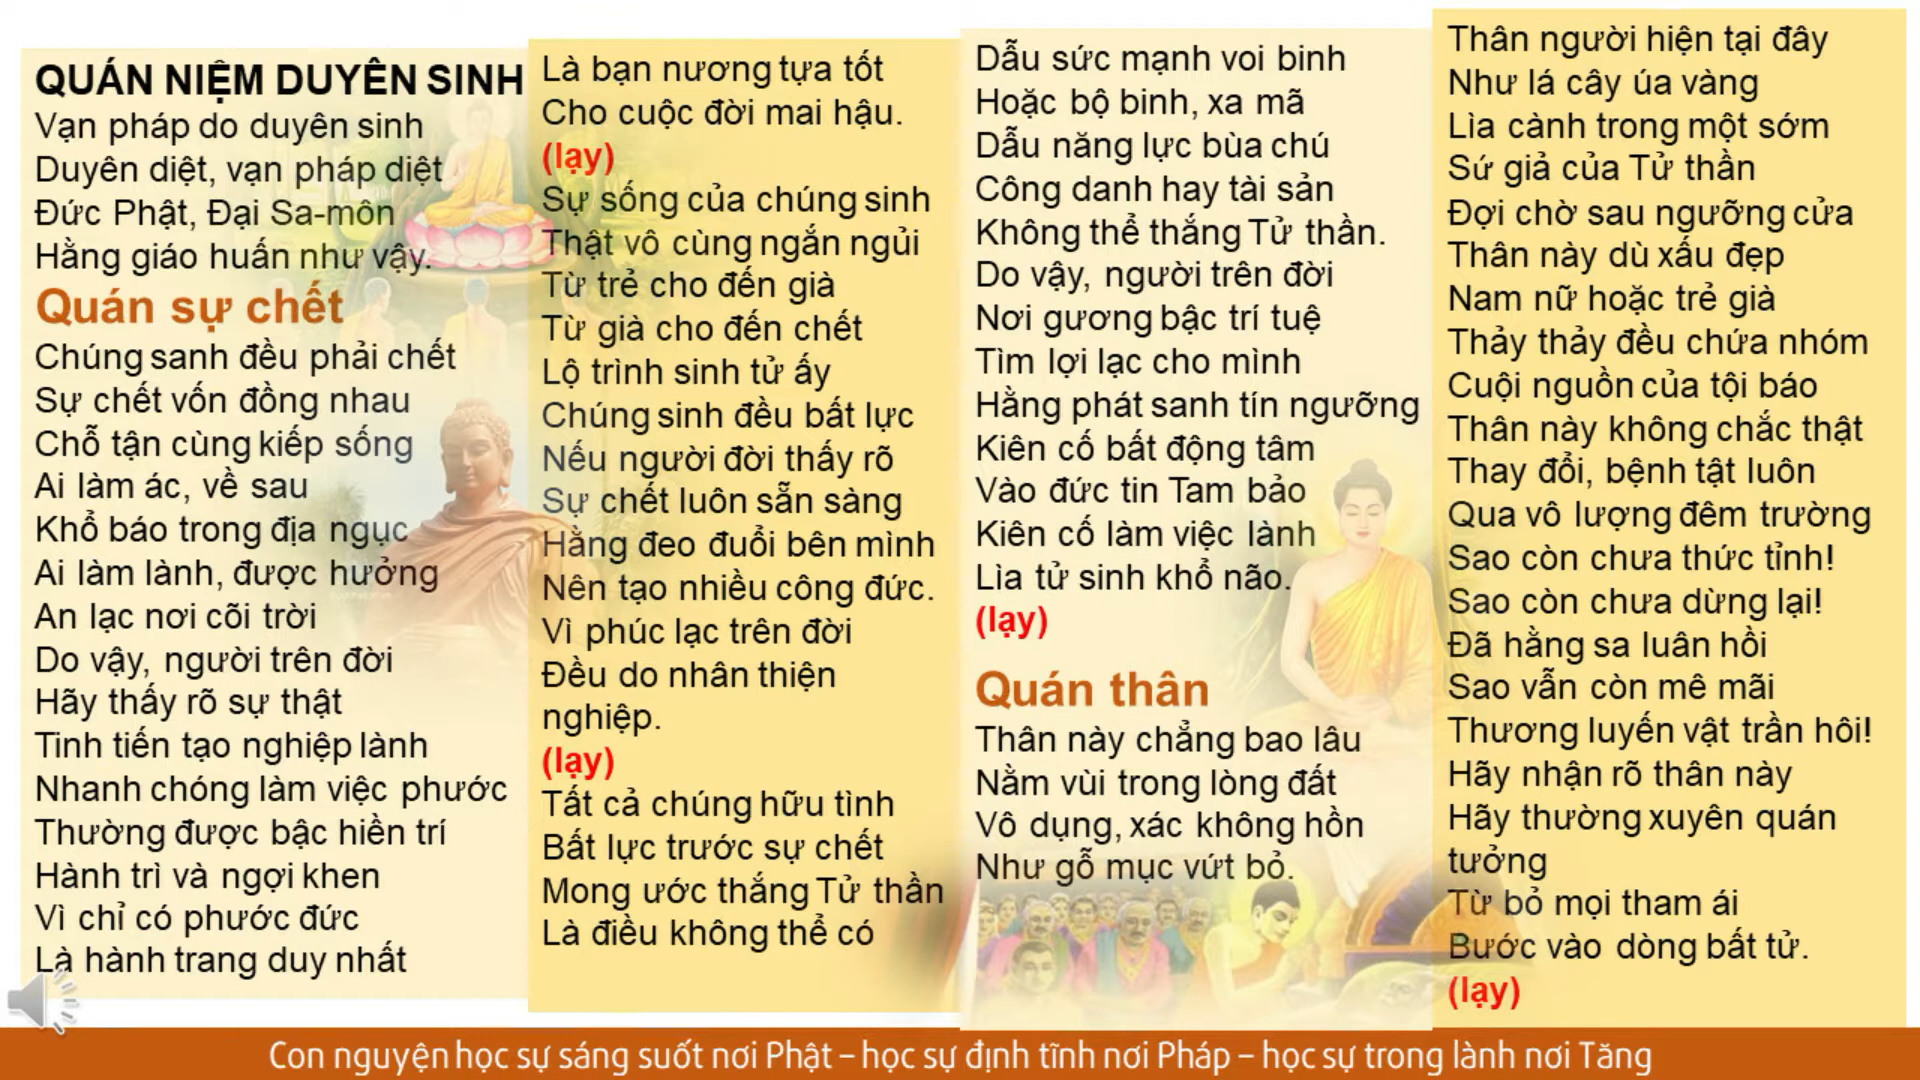 QUÁN NIỆM DUYÊN SINH
Vạn pháp do duyên sinh
Duyên diệt, vạn pháp diệt
Đức Phật, Đại Sa-môn
Hằng giáo huấn như vậy.
Quán sự chết
Chúng sanh đều phải chết
Sự chết vốn đồng nhau
Chỗ tận cùng kiếp sống
Ai làm ác, về sau
Khổ báo trong địa ngục
Ai làm lành, được hưởng
An lạc nơi cõi trời
Do vậy, người trên đời
Hãy thấy rõ sự thật
Tinh tiến tạo nghiệp lành
Nhanh chóng làm việc phước
Thường được bậc hiền trí
Hành trì và ngợi khen
Vì chỉ có phước đức
Là hành trang duy nhất
Là bạn nương tựa tốt
Cho cuộc đời mai hậu.
(lạy)
Sự sống của chúng sinh
Thật vô cùng ngắn ngủi
Từ trẻ cho đến già
Từ già cho đến chết
Lộ trình sinh tử ấy
Chúng sinh đều bất lực
Nếu người đời thấy rõ
Sự chết luôn sẵn sàng
Hằng đeo đuổi bên mình
Nên tạo nhiều công đức.
Vì phúc lạc trên đời
Đều do nhân thiện
nghiệp.
(lạy)
Tất cả chúng hữu tình
Bất lực trước sự chết
Mong ước thắng Tử thần
Là điều không thể có
Dẫu sức mạnh voi binh
Hoặc bộ binh, xa mã
Dẫu năng lực bùa chú
Công danh hay tài sản
Không thể thắng Tử thần.
Do vậy, người trên đời
Nơi gương bậc trí tuệ
Tìm lợi lạc cho mình
Hằng phát sanh tín ngưỡng
Kiên cố bất động tâm
Vào đức tin Tam bảo
Kiên cố làm việc lành
Lìa tử sinh khổ não.
(lạy)
Quán thân
Thân này chẳng bao lâu
Nằm vùi trong lòng đất
Vô dụng, xác không hồn
Như gỗ mục vứt bỏ.
Thân người hiện tại đây
Như lá cây úa vàng
Lìa cành trong một sớm
Sứ giả của Tử thần
Đợi chờ sau ngưỡng cửa
Thân này dù xấu đẹp
Nam nữ hoặc trẻ già
Thảy thảy đều chứa nhóm
Cuội nguồn của tội báo
Thân này không chắc thật
Thay đổi, bệnh tật luôn
Qua vô lượng đêm trường
Sao còn chưa thức tỉnh!
Sao còn chưa dừng lại!
Đã hằng sa luân hồi
Sao vẫn còn mê mãi
Thương luyến vật trần hôi!
Hãy nhận rõ thân này
Hãy thường xuyên quán
tưởng
Từ bỏ mọi tham ái
Bước vào dòng bất tử.
(lạy)
Con nguyện học sự sáng suốt nơi Phật – học sự định tĩnh nơi Pháp – học sự trong lành nơi Tăng